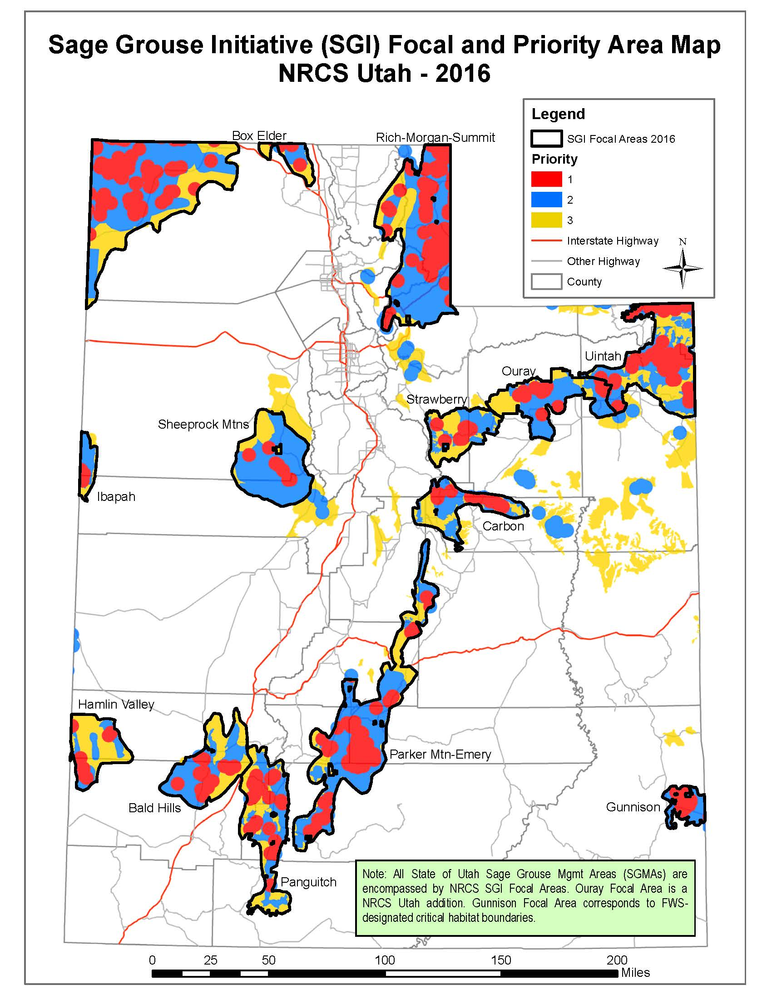 Sage Grouse Initiative (SGI) Focal and Priority Area Map
NRCS Utah - 2016
Legend
SGI Focal Areas 2016
Priority
1
2
3
Interstate Highway
N
Other Highway
County
Box Elder
Rich-Morgan-Summit
Uintah
Ouray
Strawberry
Sheeprock Mtns
Ibapah
Carbon
Hamlin Valley
Parker Mtn-Emery
Bald Hills
Gunnison
Panguitch
Note: All State of Utah Sage Grouse Mgmt Areas (SGMAs) are
encompassed by NRCS SGI Focal Areas. Ouray Focal Area is a
NRCS Utah addition. Gunnison Focal Area corresponds to FWS-
designated critical habitat boundaries.
0 25 50 100 150 200
Miles